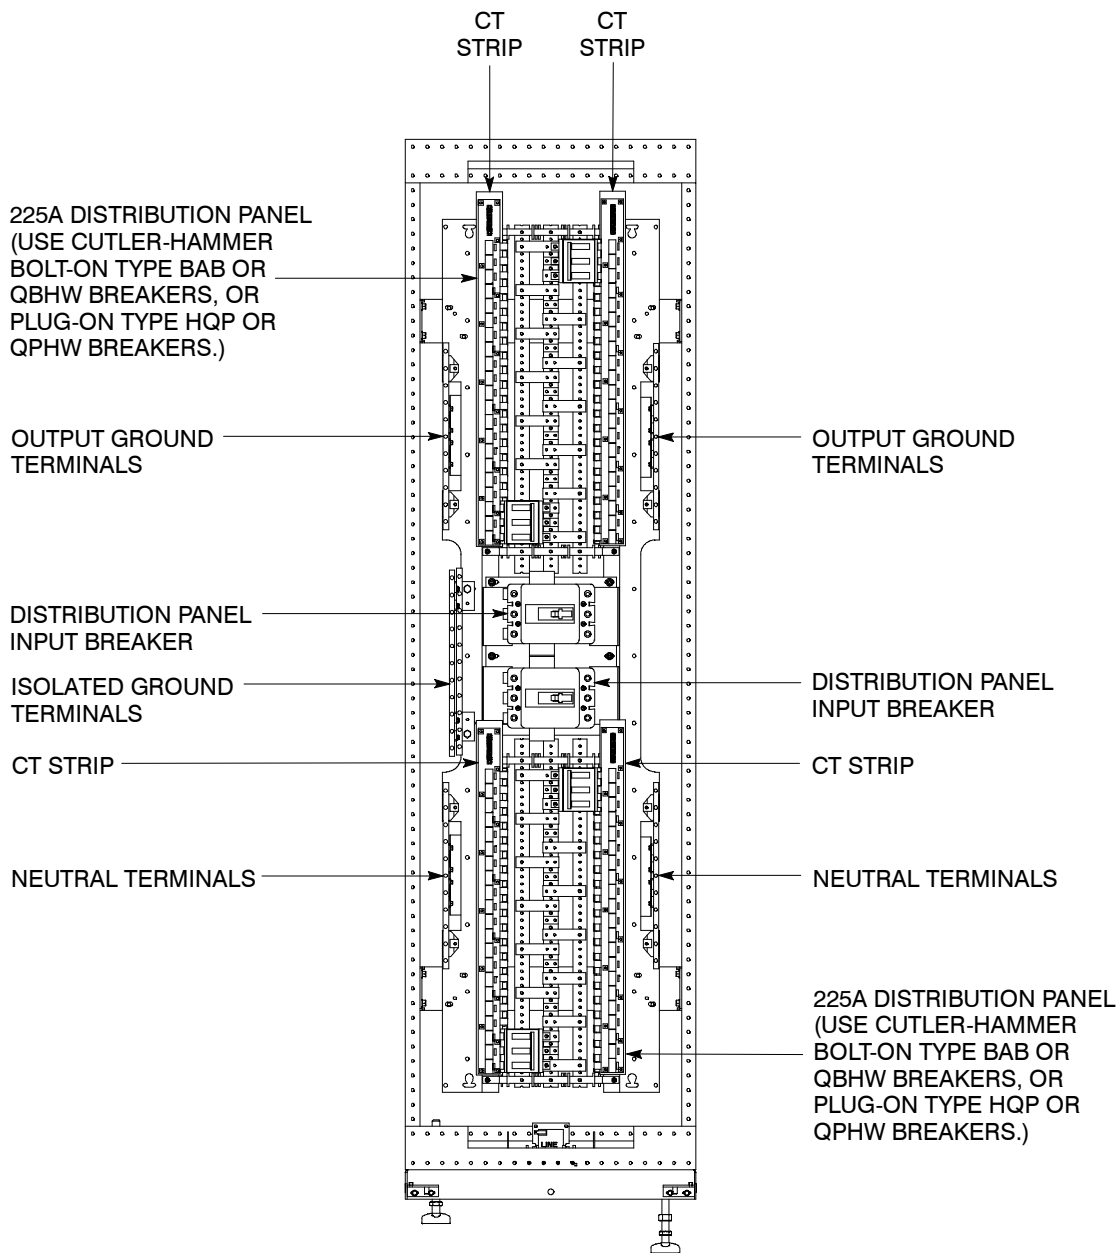 CT
STRIP
CT
STRIP
225A DISTRIBUTION PANEL
(USE CUTLER-HAMMER
BOLT-ON TYPE BAB OR
QBHW BREAKERS, OR
PLUG-ON TYPE HQP OR
QPHW BREAKERS.)
OUTPUT GROUND
TERMINALS
OUTPUT GROUND
TERMINALS
DISTRIBUTION PANEL
INPUT BREAKER
ISOLATED GROUND
TERMINALS
DISTRIBUTION PANEL
INPUT BREAKER
CT STRIP
CT STRIP
NEUTRAL TERMINALS
NEUTRAL TERMINALS
225A DISTRIBUTION PANEL
(USE CUTLER-HAMMER
BOLT-ON TYPE BAB OR
QBHW BREAKERS, OR
PLUG-ON TYPE HQP OR
QPHW BREAKERS.)
LINE